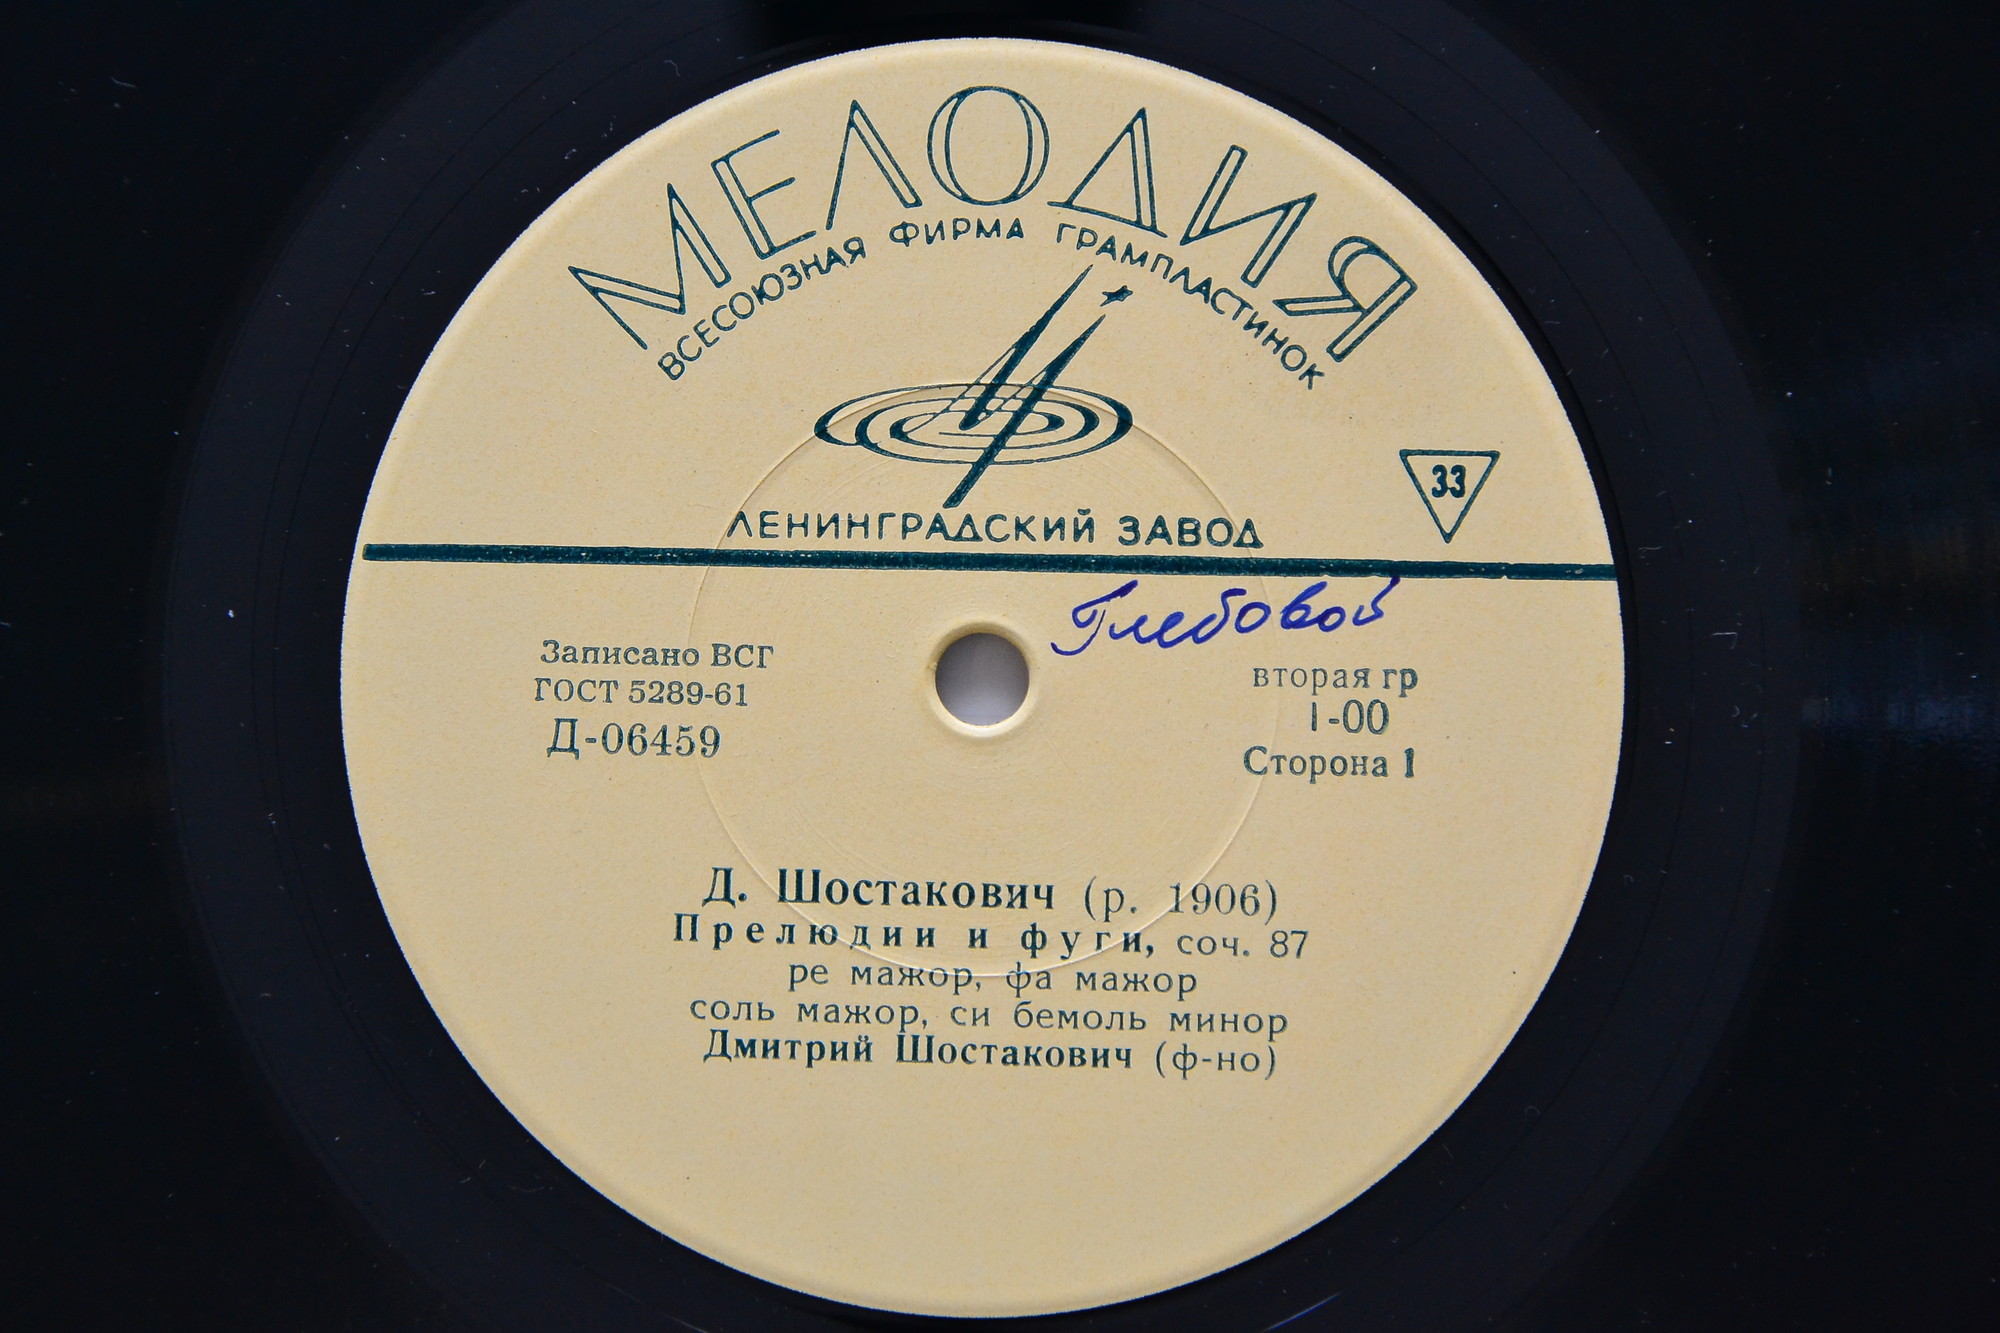 МЕЛОДИЯ
ВСЕСОЮЗНАЯ ФИРМА ГРАМПЛАСТИНОК
33
ЛЕНИНГРАДСКИЙ ЗАВОД
Глебовой
Записано ВСГ
ГОСТ 5289-61
Д-06459
вторая гр
1-00
Сторона 1
Д. Шостакович (р. 1906)
Прелюдии и фуги, соч. 87
ре мажор, фа мажор
соль мажор, си бемоль минор
Дмитрий Шостакович (ф-но)